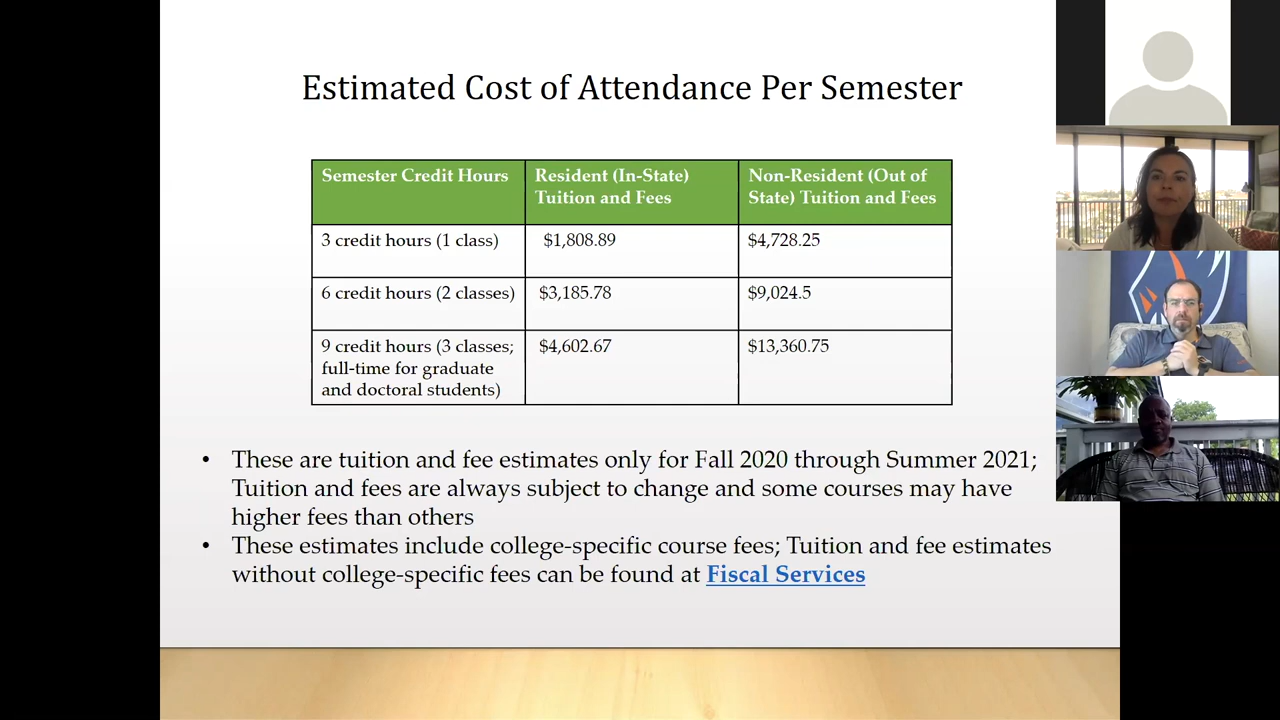 Estimated Cost of Attendance Per Semester
Semester Credit Hours
Resident (In-State)
Tuition and Fees
Non-Resident (Out of
State) Tuition and Fees
3 credit hours (1 class)
$1,808.89
$4,728.25
6 credit hours (2 classes)
$3,185.78
$9,024.5
9 credit hours (3 classes;
full-time for graduate
and doctoral students)
$4,602.67
$13,360.75
• These are tuition and fee estimates only for Fall 2020 through Summer 2021;
Tuition and fees are always subject to change and some courses may have
higher fees than others
• These estimates include college-specific course fees; Tuition and fee estimates
without college-specific fees can be found at Fiscal Services